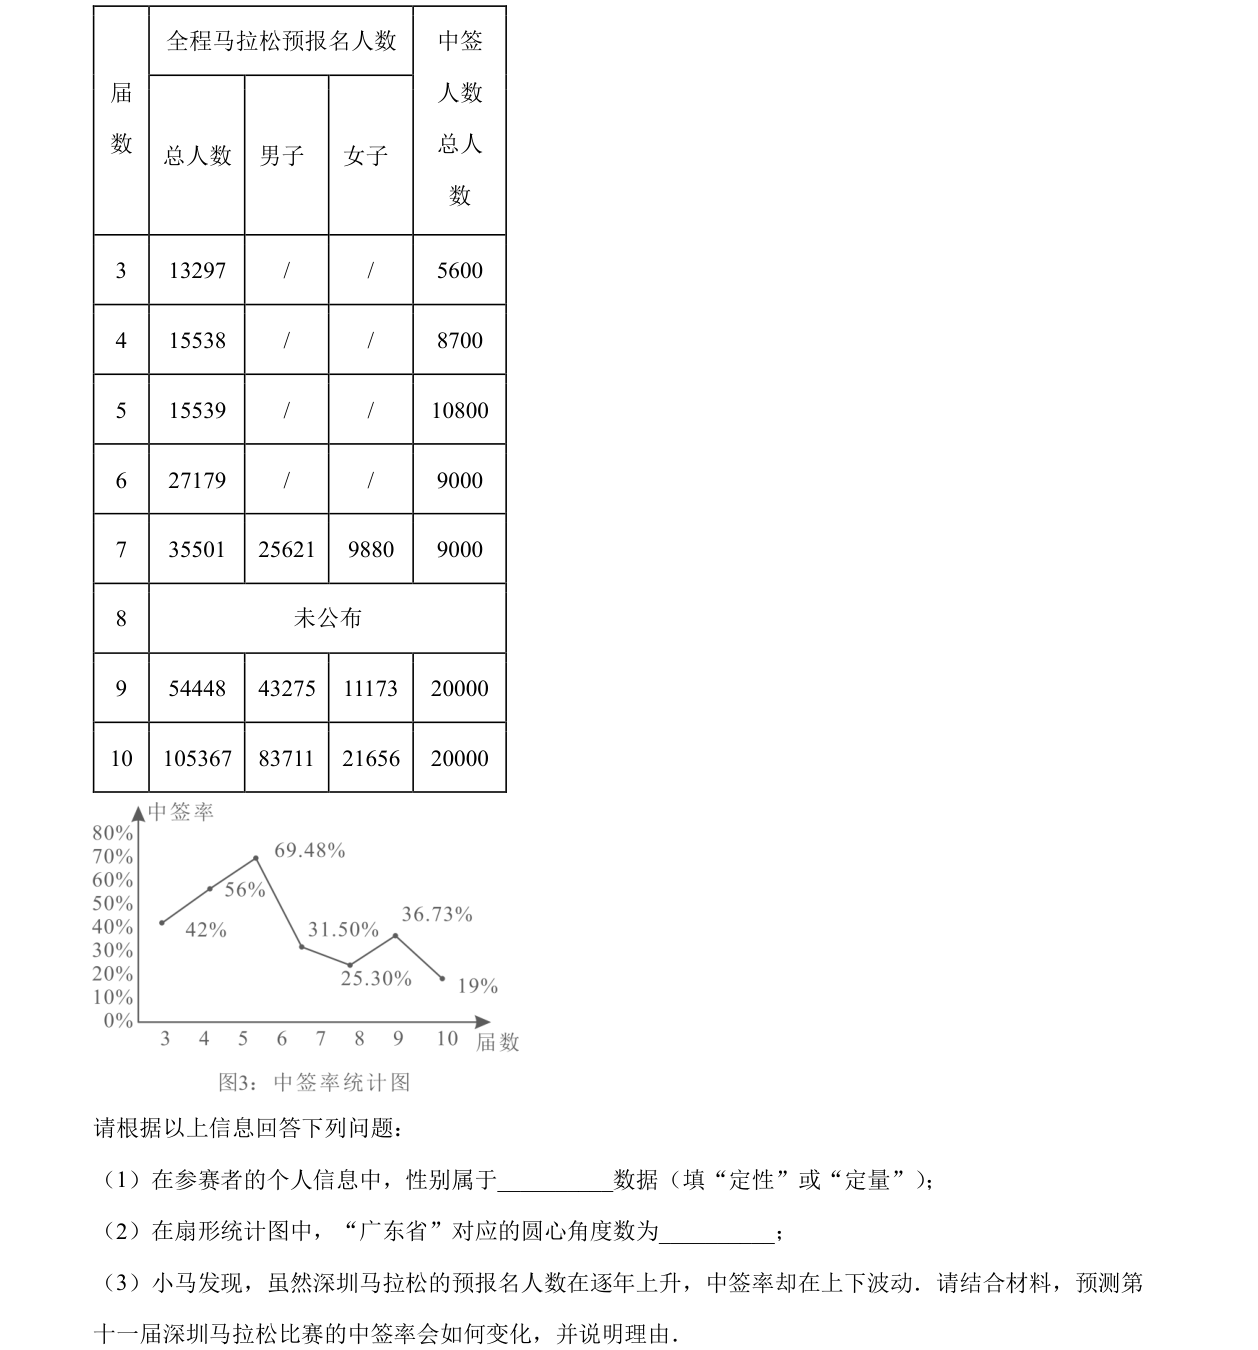 届数 全程马拉松预报名人数 中签人数总人数
总人数 男子 女子
3 13297 / / 5600
4 15538 / / 8700
5 15539 / / 10800
6 27179 / / 9000
7 35501 25621 9880 9000
8 未公布
9 54448 43275 11173 20000
10 105367 83711 21656 20000
中签率
80%
70%
60%
50%
40%
30%
20%
10%
0%
42%
56%
69.48%
31.50%
25.30%
36.73%
19%
3 4 5 6 7 8 9 10 届数
图3：中签率统计图
请根据以上信息回答下列问题：
（1）在参赛者的个人信息中，性别属于__________数据（填“定性”或“定量”）；
（2）在扇形统计图中，“广东省”对应的圆心角度数为__________；
（3）小马发现，虽然深圳马拉松的预报名人数在逐年上升，中签率却在上下波动．请结合材料，预测第
十一届深圳马拉松比赛的中签率会如何变化，并说明理由．